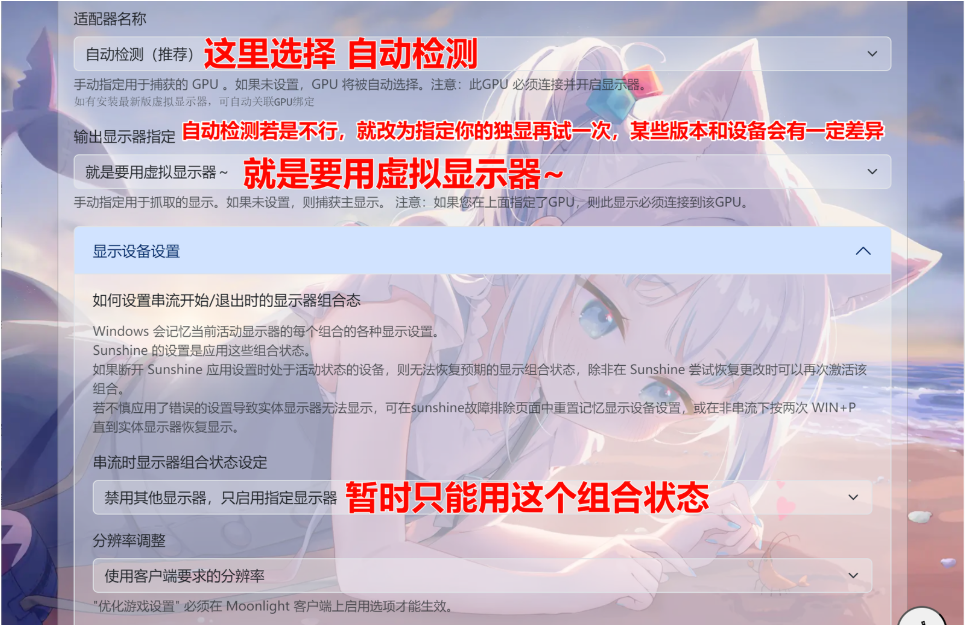 适配器名称
自动检测（推荐） 这里选择 自动检测
手动指定用于捕获的 GPU 。如果未设置，GPU 将被自动选择。注意：此GPU 必须连接并开启显示器。
如有安装最新版虚拟显示器，可自动关联GPU绑定
输出显示器指定 自动检测若是不行，就改为指定你的独显再试一次，某些版本和设备会有一定差异
就是要用虚拟显示器~ 就是要用虚拟显示器~
手动指定用于抓取的显示。如果未设置，则捕获主显示。 注意：如果您在上面指定了GPU，则此显示必须连接到该GPU。
显示设备设置
如何设置串流开始/退出时的显示器组合态
Windows 会记忆当前活动显示器的每个组合的各种显示设置。
Sunshine 的设置是应用这些组合状态。
如果断开 Sunshine 应用设置时处于活动状态的设备，则无法恢复预期的显示组合状态，除非在 Sunshine 尝试恢复更改时可以再次激活该
组合。
若不慎应用了错误的设置导致实体显示器无法显示，可在sunshine故障排除页面中重置记忆显示设备设置，或在非串流下按两次 WIN+P
直到实体显示器恢复显示。
串流时显示器组合状态设定
禁用其他显示器，只启用指定显示器 暂时只能用这个组合状态
分辨率调整
使用客户端要求的分辨率
"优化游戏设置" 必须在 Moonlight 客户端上启用选项才能生效。